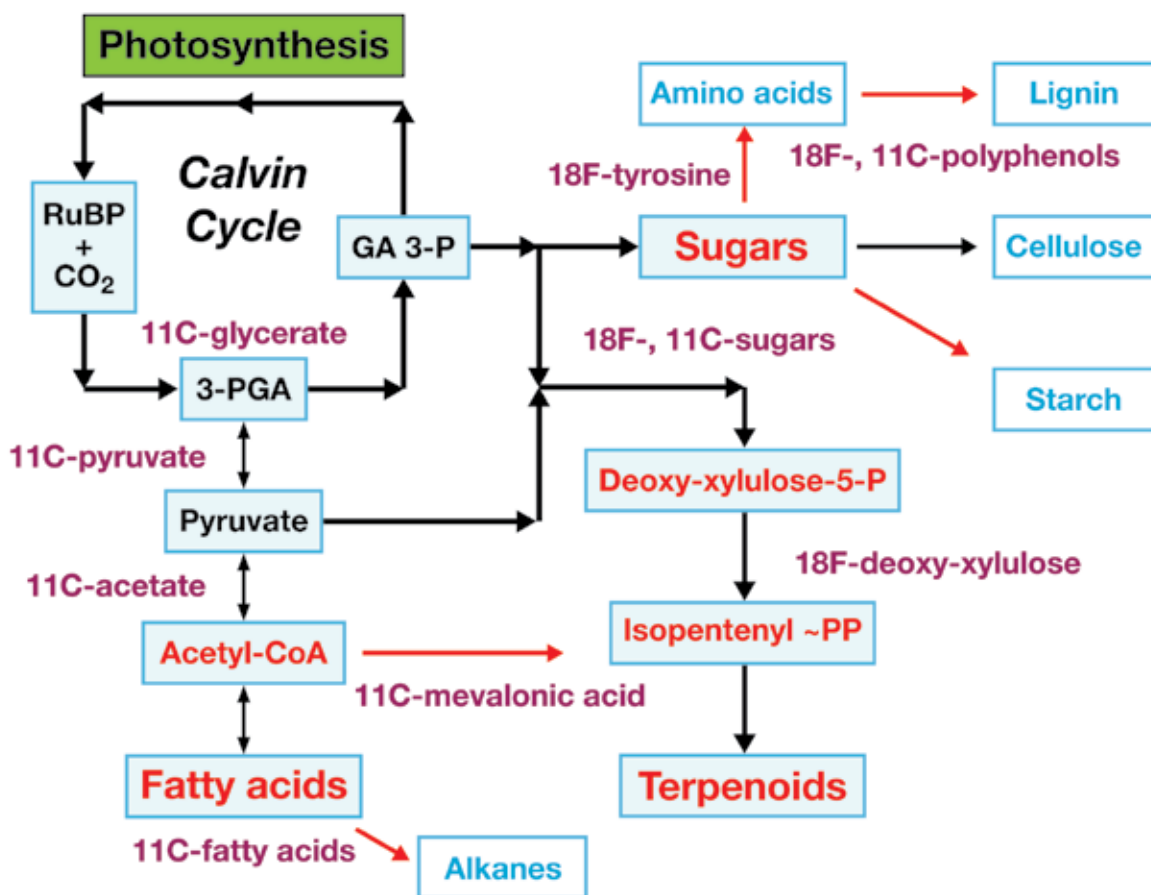 Photosynthesis
Calvin
Cycle
RuBP
+
CO₂
GA 3-P
11C-glycerate
3-PGA
11C-pyruvate
Pyruvate
11C-acetate
Acetyl-CoA
11C-mevalonic acid
Fatty acids
11C-fatty acids
Alkanes
Amino acids
Lignin
18F-tyrosine
18F-, 11C-polyphenols
Sugars
Cellulose
18F-, 11C-sugars
Starch
Deoxy-xylulose-5-P
18F-deoxy-xylulose
Isopentenyl ~PP
Terpenoids